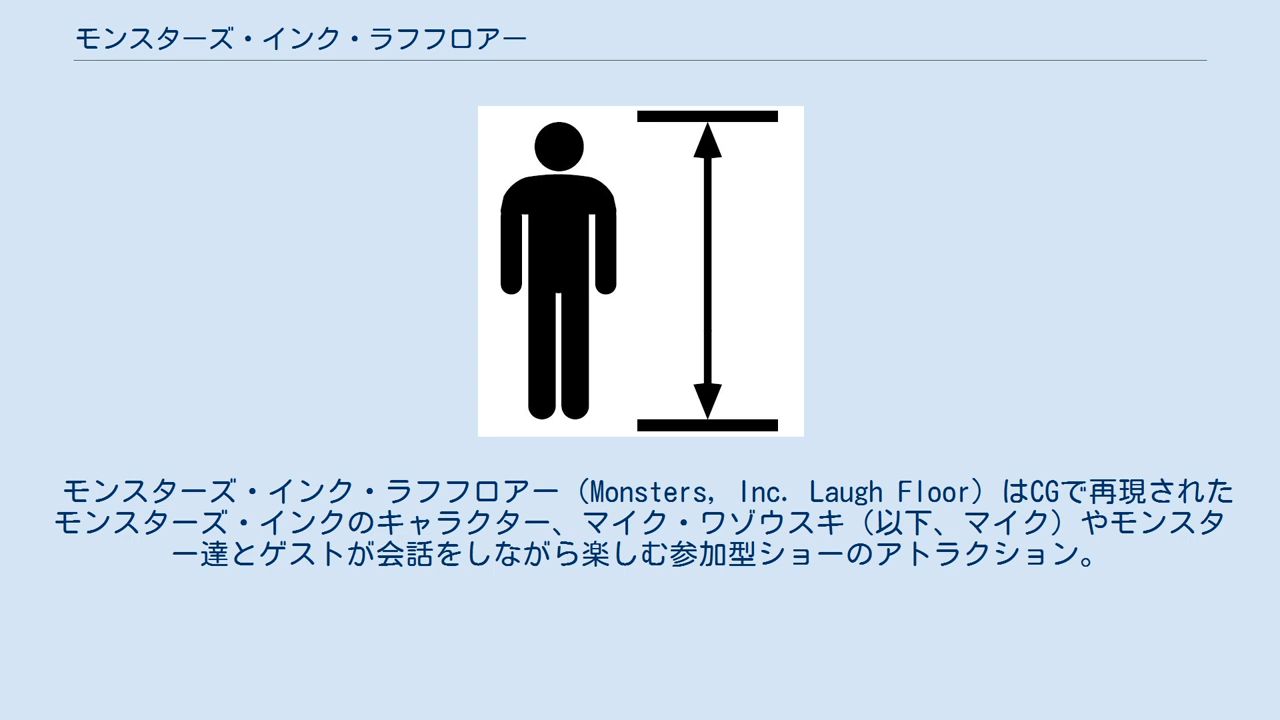 モンスターズ・インク・ラフフロアー
モンスターズ・インク・ラフフロアー（Monsters, Inc. Laugh Floor）はCGで再現された
モンスターズ・インクのキャラクター、マイク・ワゾウスキ（以下、マイク）やモンスタ
ー達とゲストが会話をしながら楽しむ参加型ショーのアトラクション。